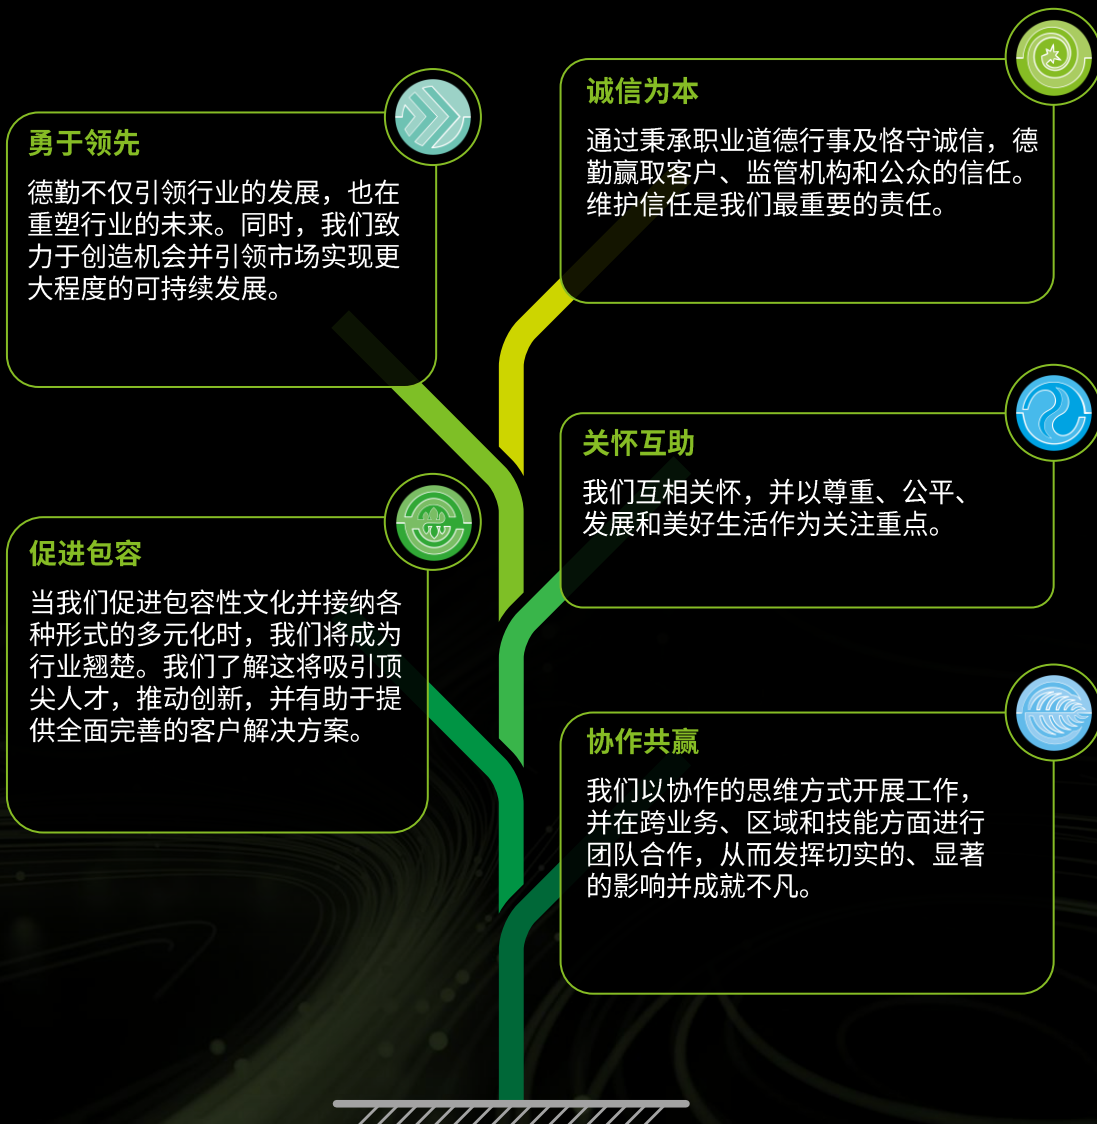 勇于领先
德勤不仅引领行业的发展，也在
重塑行业的未来。同时，我们致
力于创造机会并引领市场实现更
大程度的可持续发展。
诚信为本
通过秉承职业道德行事及恪守诚信，德
勤赢取客户、监管机构和公众的信任。
维护信任是我们最重要的责任。
关怀互助
我们互相关怀，并以尊重、公平、
发展和美好生活作为关注重点。
促进包容
当我们促进包容性文化并接纳各
种形式的多元化时，我们将成为
行业翘楚。我们了解这将吸引顶
尖人才，推动创新，并有助于提
供全面完善的客户解决方案。
协作共赢
我们以协作的思维方式开展工作，
并在跨业务、区域和技能方面进行
团队合作，从而发挥切实的、显著
的影响并成就不凡。